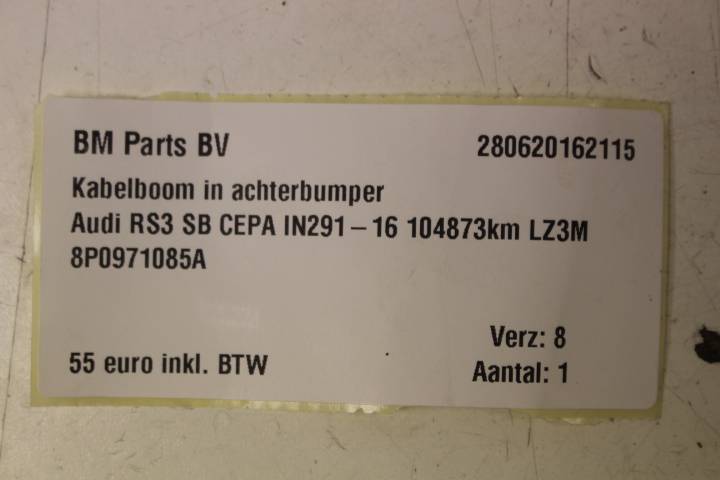 BM Parts BV 280620162115
Kabelboom in achterbumper
Audi RS3 SB CEPA IN291-16 104873km LZ3M
8P0971085A
Verz: 8
55 euro inkl. BTW Aantal: 1